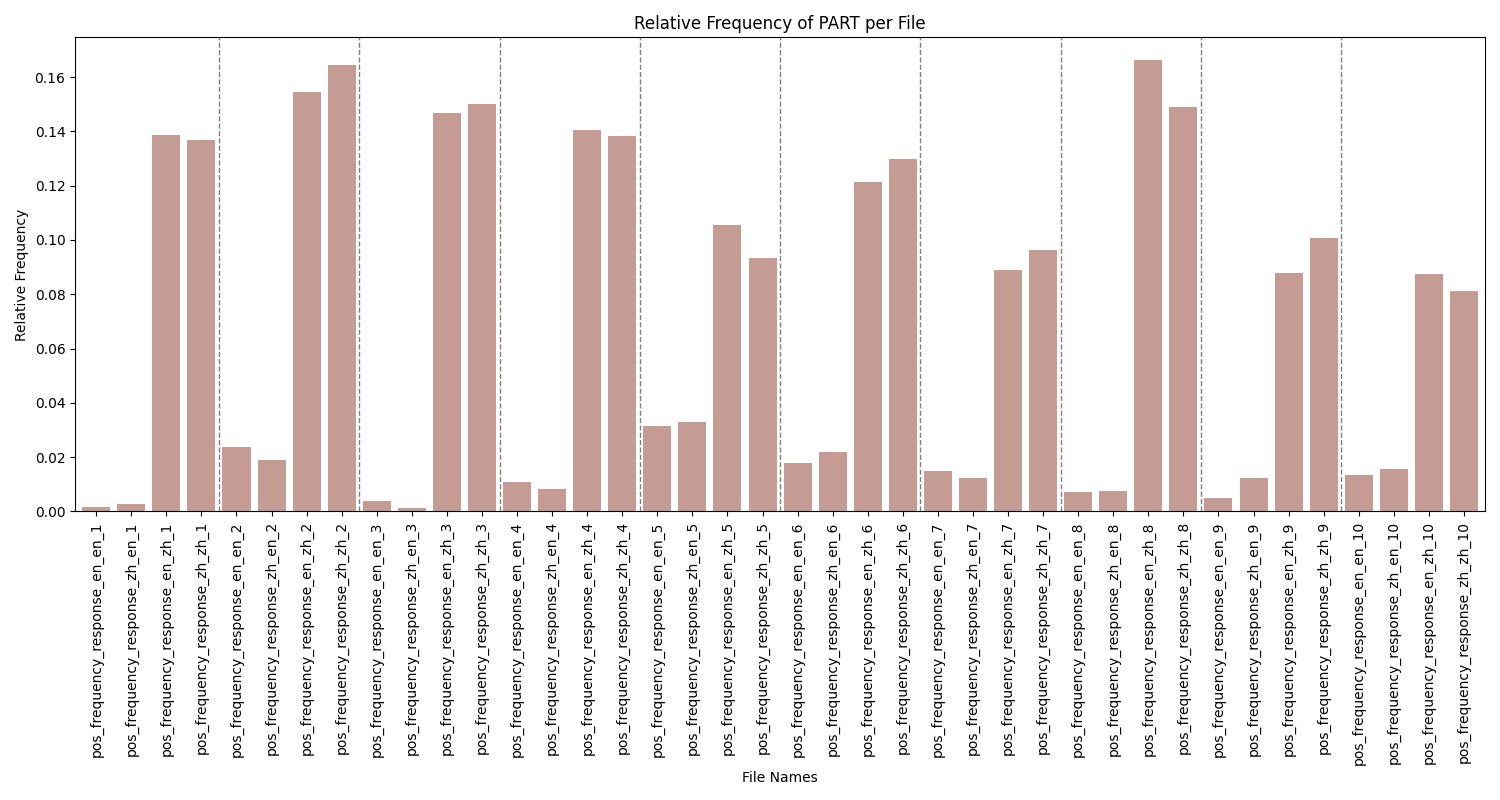 Relative Frequency of PART per File
Relative Frequency
0.16
0.14
0.12
0.10
0.08
0.06
0.04
0.02
0.00
pos_frequency_response_en_en_1
pos_frequency_response_zh_en_1
pos_frequency_response_en_zh_1
pos_frequency_response_zh_zh_1
pos_frequency_response_en_en_2
pos_frequency_response_zh_en_2
pos_frequency_response_en_zh_2
pos_frequency_response_zh_zh_2
pos_frequency_response_en_en_3
pos_frequency_response_zh_en_3
pos_frequency_response_en_zh_3
pos_frequency_response_zh_zh_3
pos_frequency_response_en_en_4
pos_frequency_response_zh_en_4
pos_frequency_response_en_zh_4
pos_frequency_response_zh_zh_4
pos_frequency_response_en_en_5
pos_frequency_response_zh_en_5
pos_frequency_response_en_zh_5
pos_frequency_response_zh_zh_5
pos_frequency_response_en_en_6
pos_frequency_response_zh_en_6
pos_frequency_response_en_zh_6
pos_frequency_response_zh_zh_6
pos_frequency_response_en_en_7
pos_frequency_response_zh_en_7
pos_frequency_response_en_zh_7
pos_frequency_response_zh_zh_7
pos_frequency_response_en_en_8
pos_frequency_response_zh_en_8
pos_frequency_response_en_zh_8
pos_frequency_response_zh_zh_8
pos_frequency_response_en_en_9
pos_frequency_response_zh_en_9
pos_frequency_response_en_zh_9
pos_frequency_response_zh_zh_9
pos_frequency_response_en_en_10
pos_frequency_response_zh_en_10
pos_frequency_response_en_zh_10
pos_frequency_response_zh_zh_10
File Names